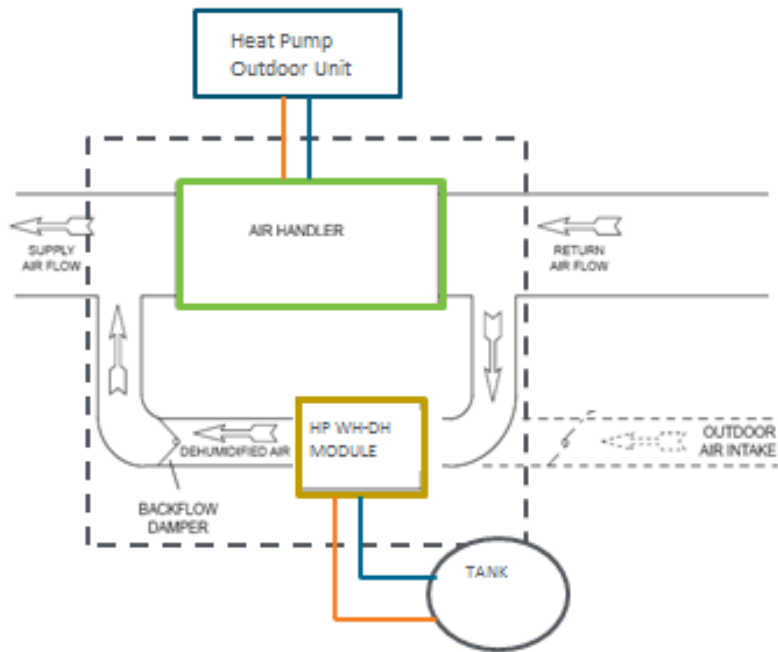 Heat Pump
Outdoor Unit
AIR HANDLER
SUPPLY
AIR FLOW
RETURN
AIR FLOW
HP WH-DH
MODULE
DEHUMIDIFIED AIR
OUTDOOR
AIR INTAKE
BACKFLOW
DAMPER
TANK